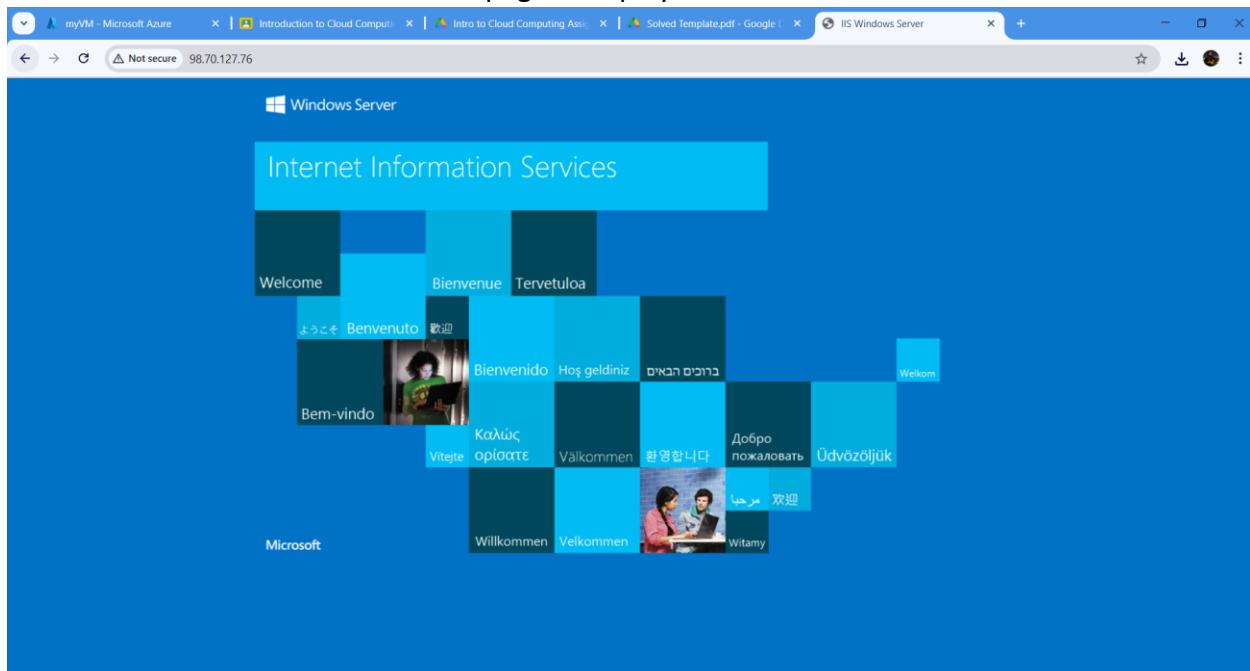 myVM - Microsoft Azure
Introduction to Cloud Computi
Intro to Cloud Computing Assig
Solved Template.pdf - Google
IIS Windows Server
Not secure 98.70.127.76
Windows Server
Internet Information Services
Welcome
Bienvenue
Tervetuloa
ようこそ
Benvenuto
歡迎
Bienvenido
Hoş geldiniz
ברוכים הבאים
Welkom
Bem-vindo
Vítejte
Καλώς
ορίσατε
Välkommen
환영합니다
Добро
пожаловать
Üdvözöljük
مرحبا
欢迎
Microsoft
Willkommen
Velkommen
Witamy